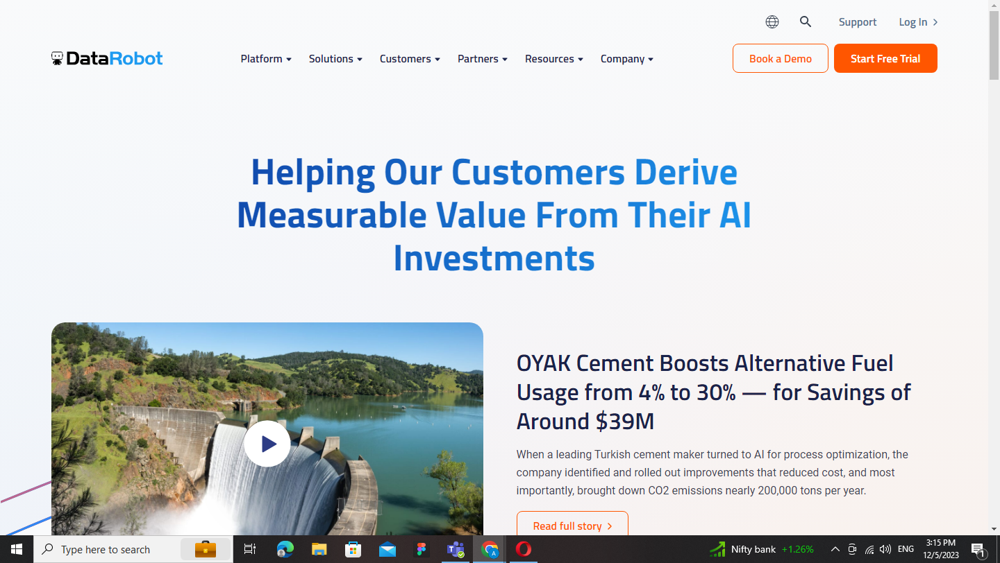 Support
Log In
DataRobot
Platform
Solutions
Customers
Partners
Resources
Company
Book a Demo
Start Free Trial
Helping Our Customers Derive
Measurable Value From Their AI
Investments
OYAK Cement Boosts Alternative Fuel
Usage from 4% to 30% — for Savings of
Around $39M
When a leading Turkish cement maker turned to AI for process optimization, the
company identified and rolled out improvements that reduced cost, and most
importantly, brought down CO2 emissions nearly 200,000 tons per year.
Read full story
Type here to search
A
Nifty bank +1.26%
ENG
3:15 PM
12/5/2023
1